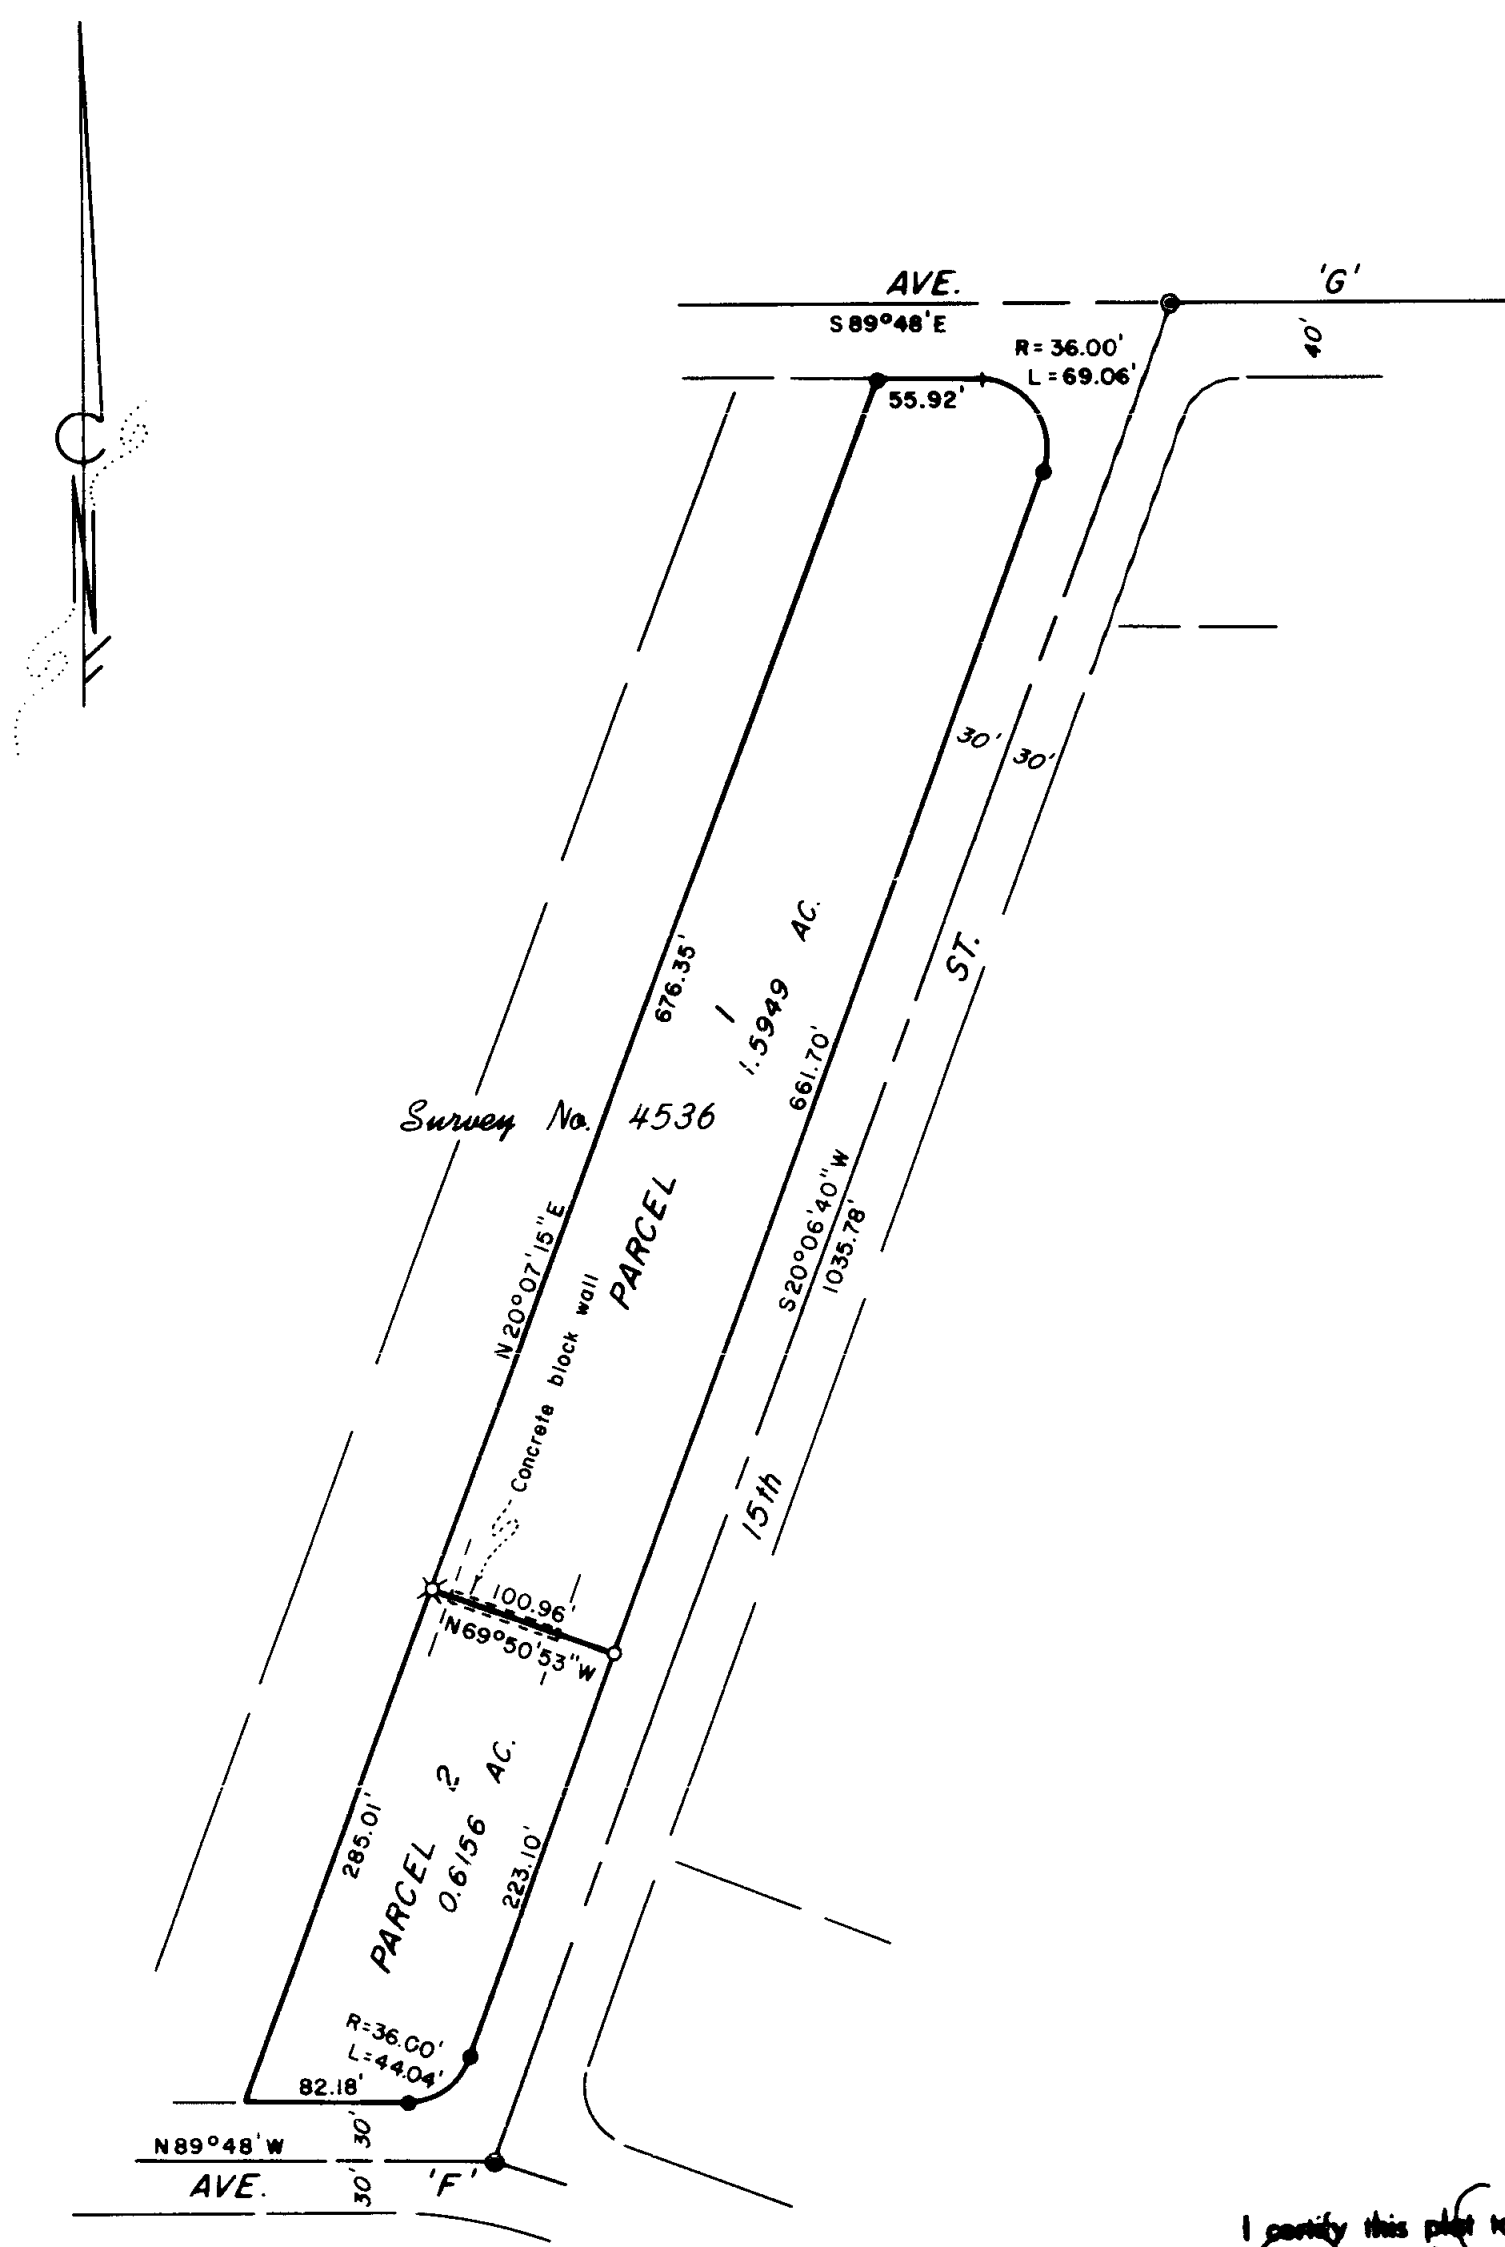 AVE. 'G'
S 89°48' E
40'
R = 36.00'
L = 69.06'
55.92'
N
30' 30'
676.35'
1
1.5949 AC.
661.70'
ST.
Survey No. 4536
PARCEL
S 20°06'40" W
1035.78'
N 20°07'15" E
Concrete block wall
15th
100.96'
N 69°50'53" W
285.01'
PARCEL 2
0.6156 AC.
223.10'
R=36.00'
L=44.04'
82.18'
30'
N 89°48' W
30'
AVE. 'F'
I certify this plat